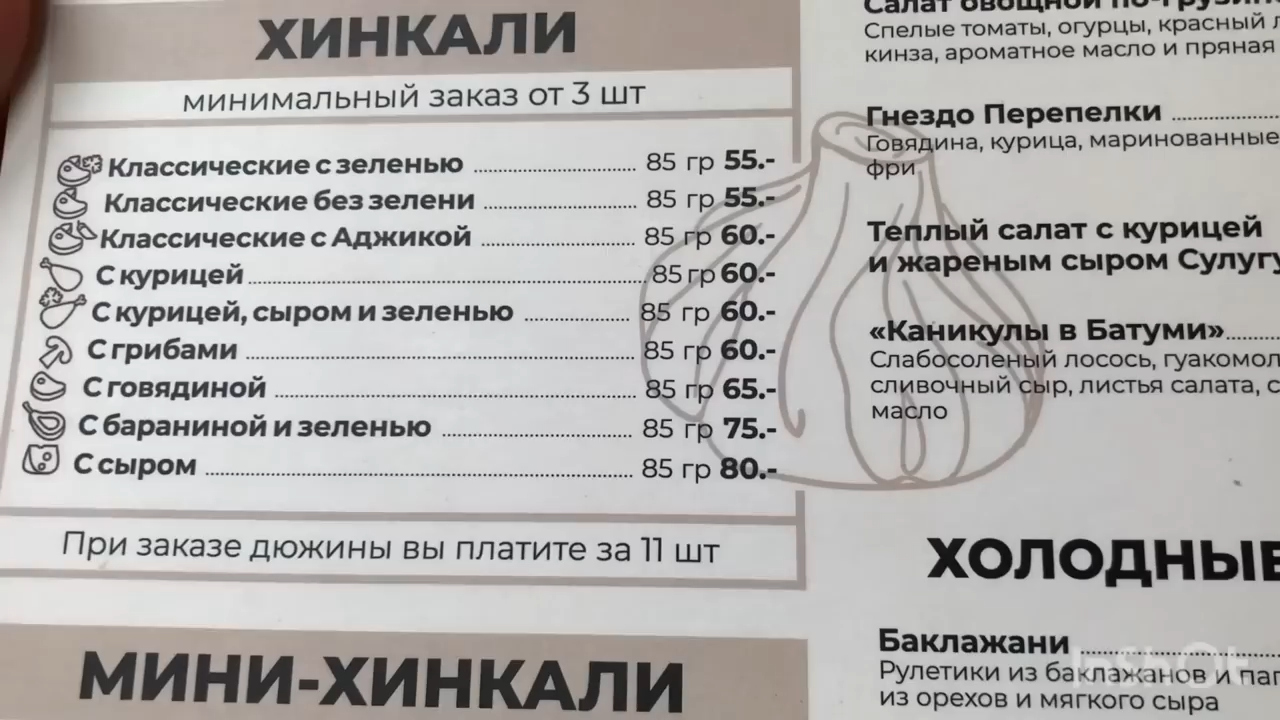 ХИНКАЛИ
минимальный заказ от 3 шт
Классические с зеленью 85 гр 55.-
Классические без зелени 85 гр 55.-
Классические с Аджикой 85 гр 60.-
С курицей 85 гр 60.-
С курицей, сыром и зеленью 85 гр 60.-
С грибами 85 гр 60.-
С говядиной 85 гр 65.-
С бараниной и зеленью 85 гр 75.-
С сыром 85 гр 80.-
При заказе дюжины вы платите за 11 шт
МИНИ-ХИНКАЛИ
Салат овощной
Спелые томаты, огурцы, красный
кинза, ароматное масло и пряная
Гнездо Перепелки
Говядина, курица, маринованные
фри
Теплый салат с курицей
и жареным сыром
«Каникулы в Батуми»
Слабосоленый лосось,
сливочный сыр, листья салата,
масло
ХОЛОДНЫЕ
Баклажани
Рулетики из баклажанов и
из орехов и мягкого сыра
InShOt